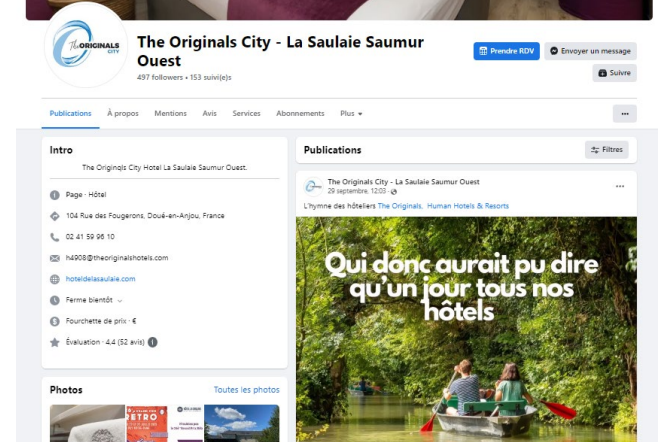 The ORIGINALS
CITY
The Originals City - La Saulaie Saumur
Ouest
497 followers • 153 suivi(e)s
Prendre RDV
Envoyer un message
Suivre
Publications À propos Mentions Avis Services Abonnements Plus
Intro
The Originals City Hotel La Saulaie Saumur Ouest.
Page · Hôtel
104 Rue des Fougerons, Doué-en-Anjou, France
02 41 59 96 10
h4908@theoriginalshotels.com
hoteldelasaulaie.com
Ferme bientôt
Fourchette de prix · €
Évaluation · 4,4 (52 avis)
Photos Toutes les photos
RETRO
Publications Filtres
The Originals City - La Saulaie Saumur Ouest
29 septembre, 12:03 ·
L'hymne des hôteliers The Originals, Human Hotels & Resorts
Qui donc aurait pu dire
qu'un jour tous nos
hôtels